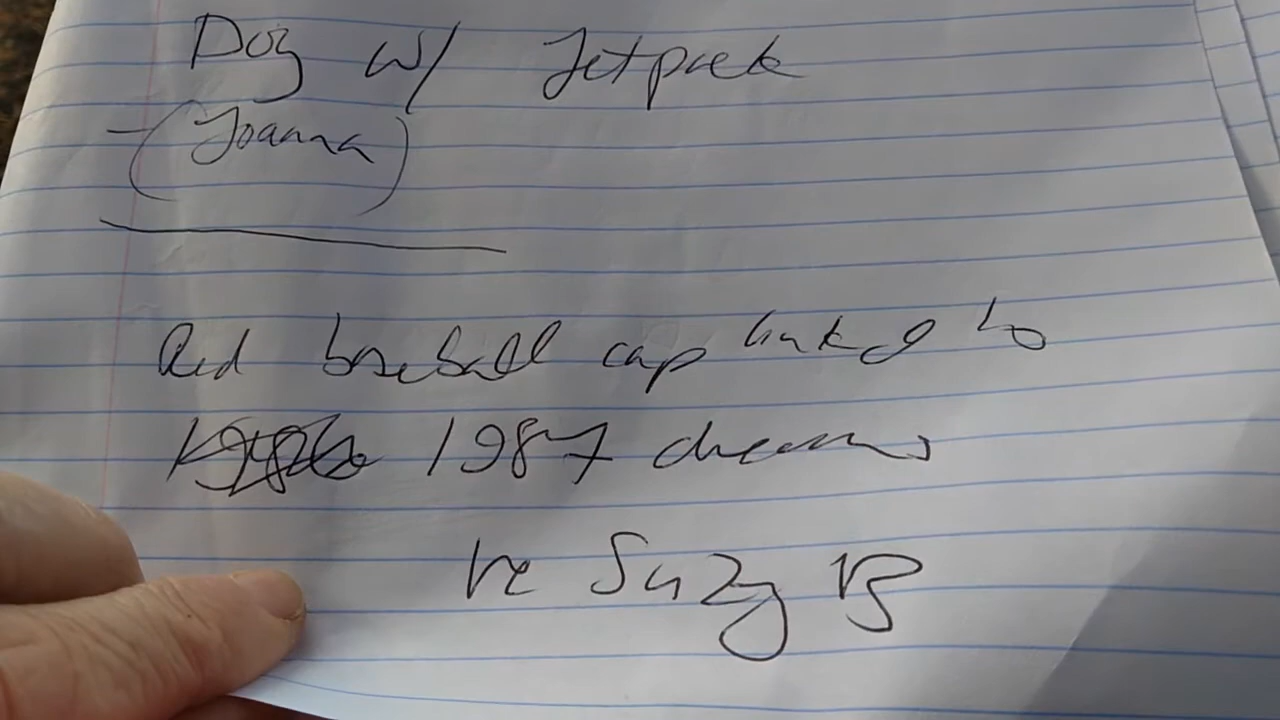 Dog w/ Jetpack
- (Joanna)
Red baseball cap linked to
1987 dreams
re Suzy B